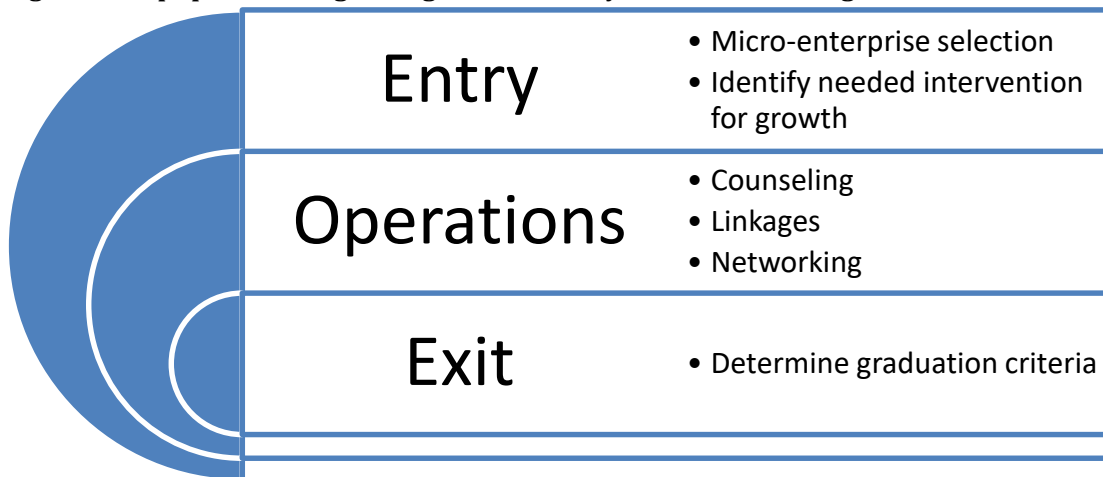 Entry
• Micro-enterprise selection
• Identify needed intervention
for growth
Operations
• Counseling
• Linkages
• Networking
Exit
• Determine graduation criteria